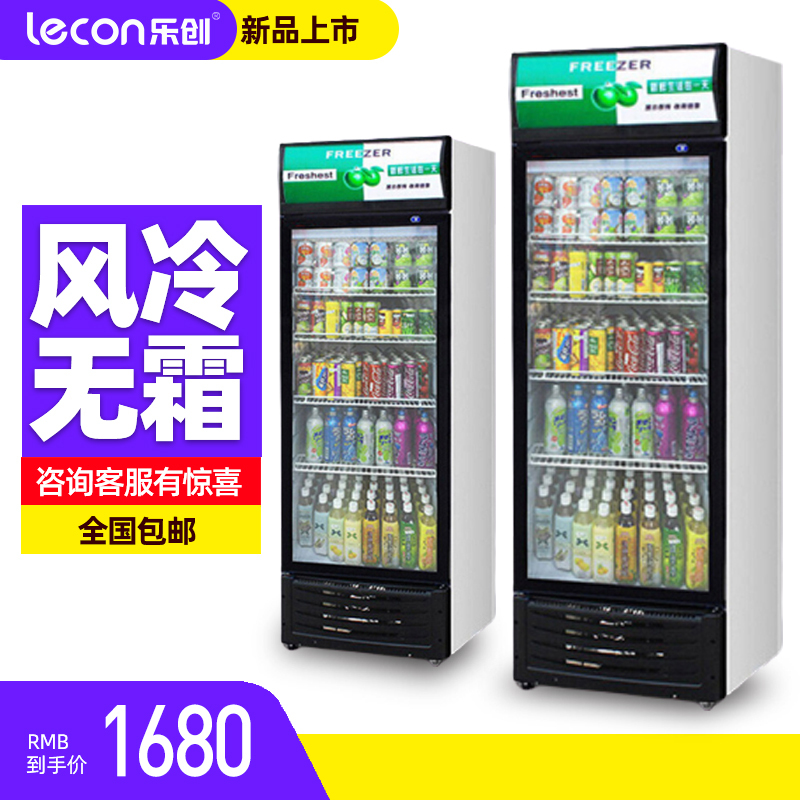 lecon乐创® 新品上市
FREEZER
Freshest
FREEZER
Freshest
风冷
无霜
咨询客服有惊喜
全国包邮
RMB
到手价
1680